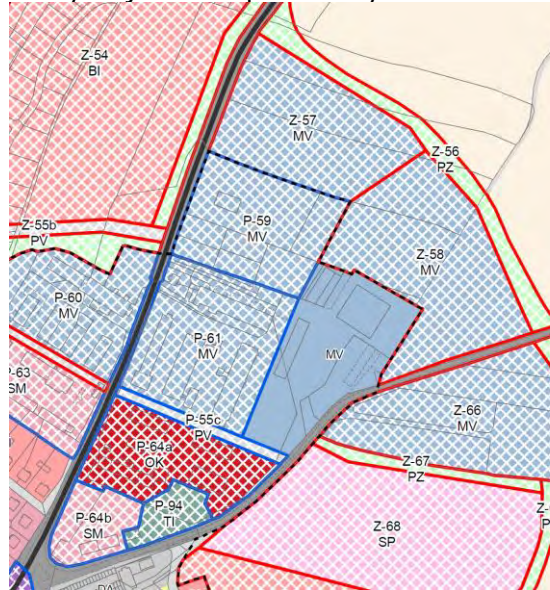 Z-54
BI
Z-57
MV
Z-56
PZ
Z-55b
PV
P-59
MV
Z-58
MV
P-60
MV
P-61
MV
MV
P-63
SM
P-55c
PV
Z-66
MV
P-64a
OK
Z-67
PZ
P-94
TI
P-64b
SM
Z-68
SP